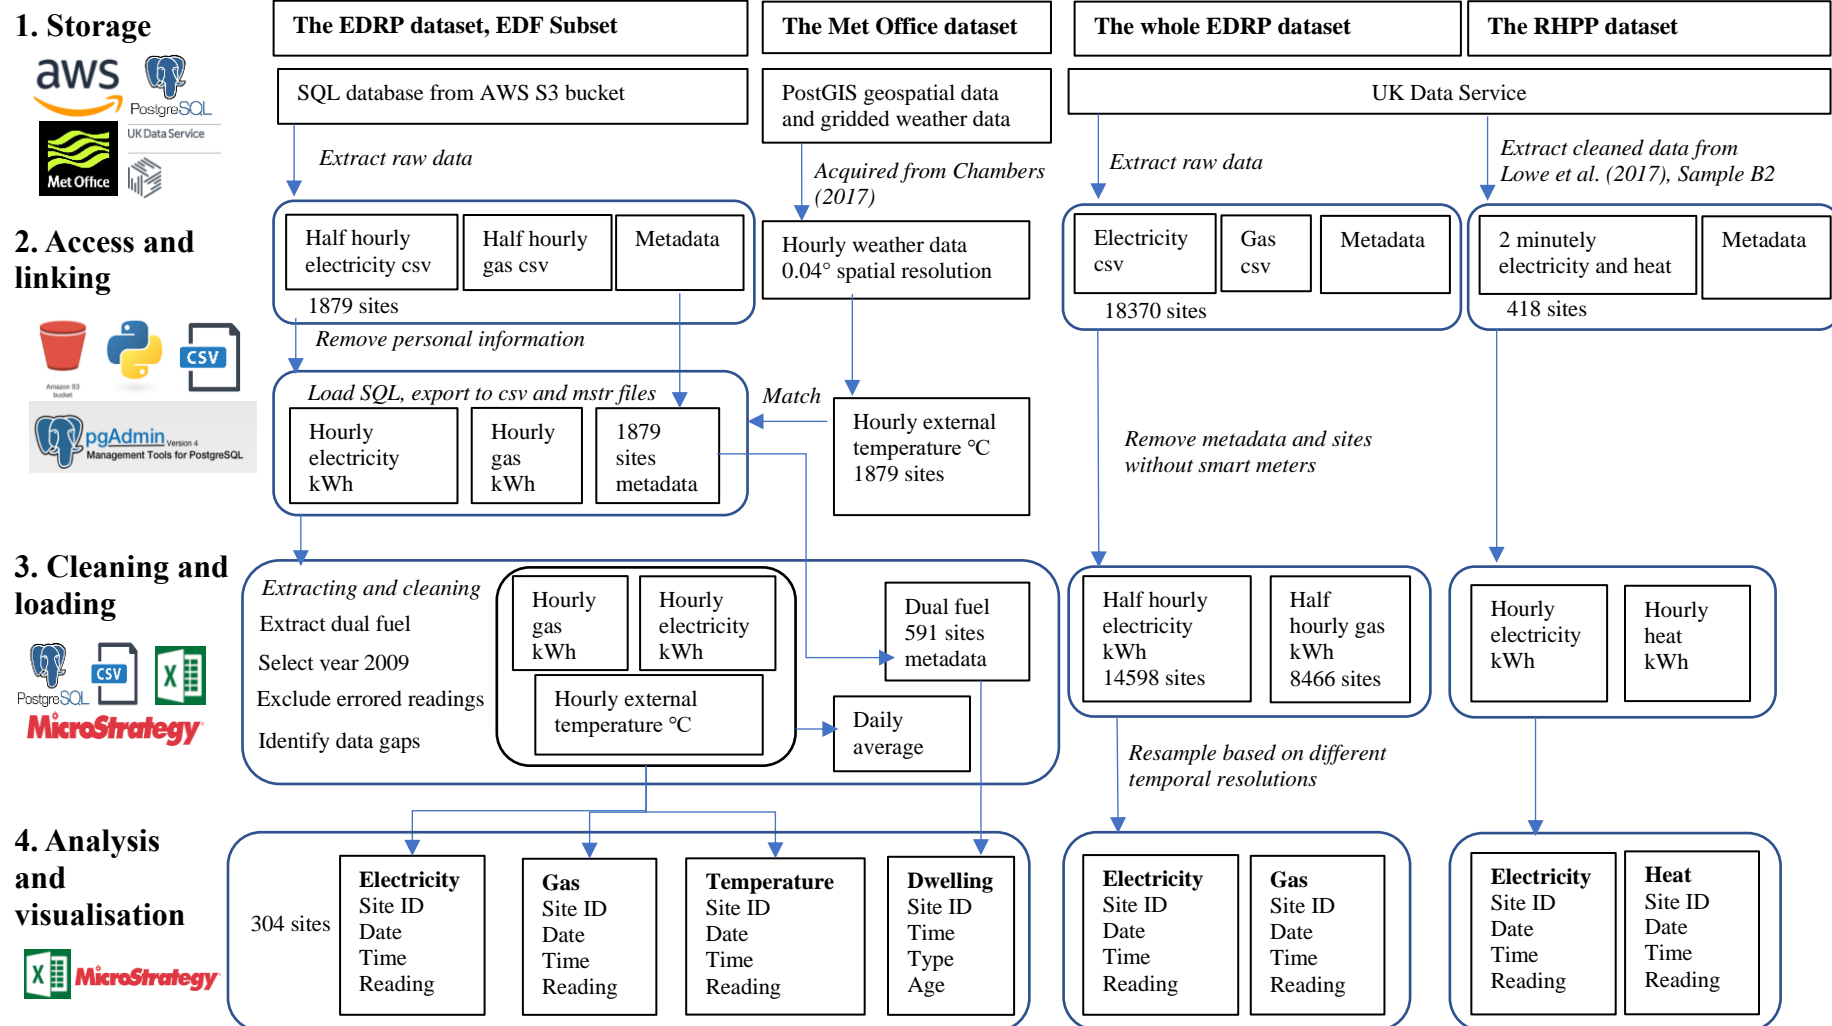 1. Storage
aws
PostgreSQL
Met Office
UK Data Service
The EDRP dataset, EDF Subset
The Met Office dataset
The whole EDRP dataset
The RHPP dataset
SQL database from AWS S3 bucket
PostGIS geospatial data
and gridded weather data
UK Data Service
Extract raw data
Acquired from Chambers
(2017)
Extract raw data
Extract cleaned data from
Lowe et al. (2017), Sample B2
2. Access and
linking
Amazon S3
bucket
CSV
pgAdmin Version 4
Management Tools for PostgreSQL
Half hourly
electricity csv
Half hourly
gas csv
Metadata
1879 sites
Hourly weather data
0.04° spatial resolution
Electricity
csv
Gas
csv
Metadata
18370 sites
2 minutely
electricity and heat
Metadata
418 sites
Remove personal information
Load SQL, export to csv and mstr files
Hourly
electricity
kWh
Hourly
gas
kWh
1879
sites
metadata
Match
Hourly external
temperature °C
1879 sites
Remove metadata and sites
without smart meters
3. Cleaning and
loading
PostgreSQL
CSV
X
MicroStrategy
Extracting and cleaning
Extract dual fuel
Select year 2009
Exclude errored readings
Identify data gaps
Hourly
gas
kWh
Hourly
electricity
kWh
Hourly external
temperature °C
Dual fuel
591 sites
metadata
Daily
average
Half hourly
electricity
kWh
14598 sites
Half
hourly gas
kWh
8466 sites
Hourly
electricity
kWh
Hourly
heat
kWh
Resample based on different
temporal resolutions
4. Analysis
and
visualisation
X
MicroStrategy
304 sites
Electricity
Site ID
Date
Time
Reading
Gas
Site ID
Date
Time
Reading
Temperature
Site ID
Date
Time
Reading
Dwelling
Site ID
Time
Type
Age
Electricity
Site ID
Date
Time
Reading
Gas
Site ID
Date
Time
Reading
Electricity
Site ID
Date
Time
Reading
Heat
Site ID
Date
Time
Reading